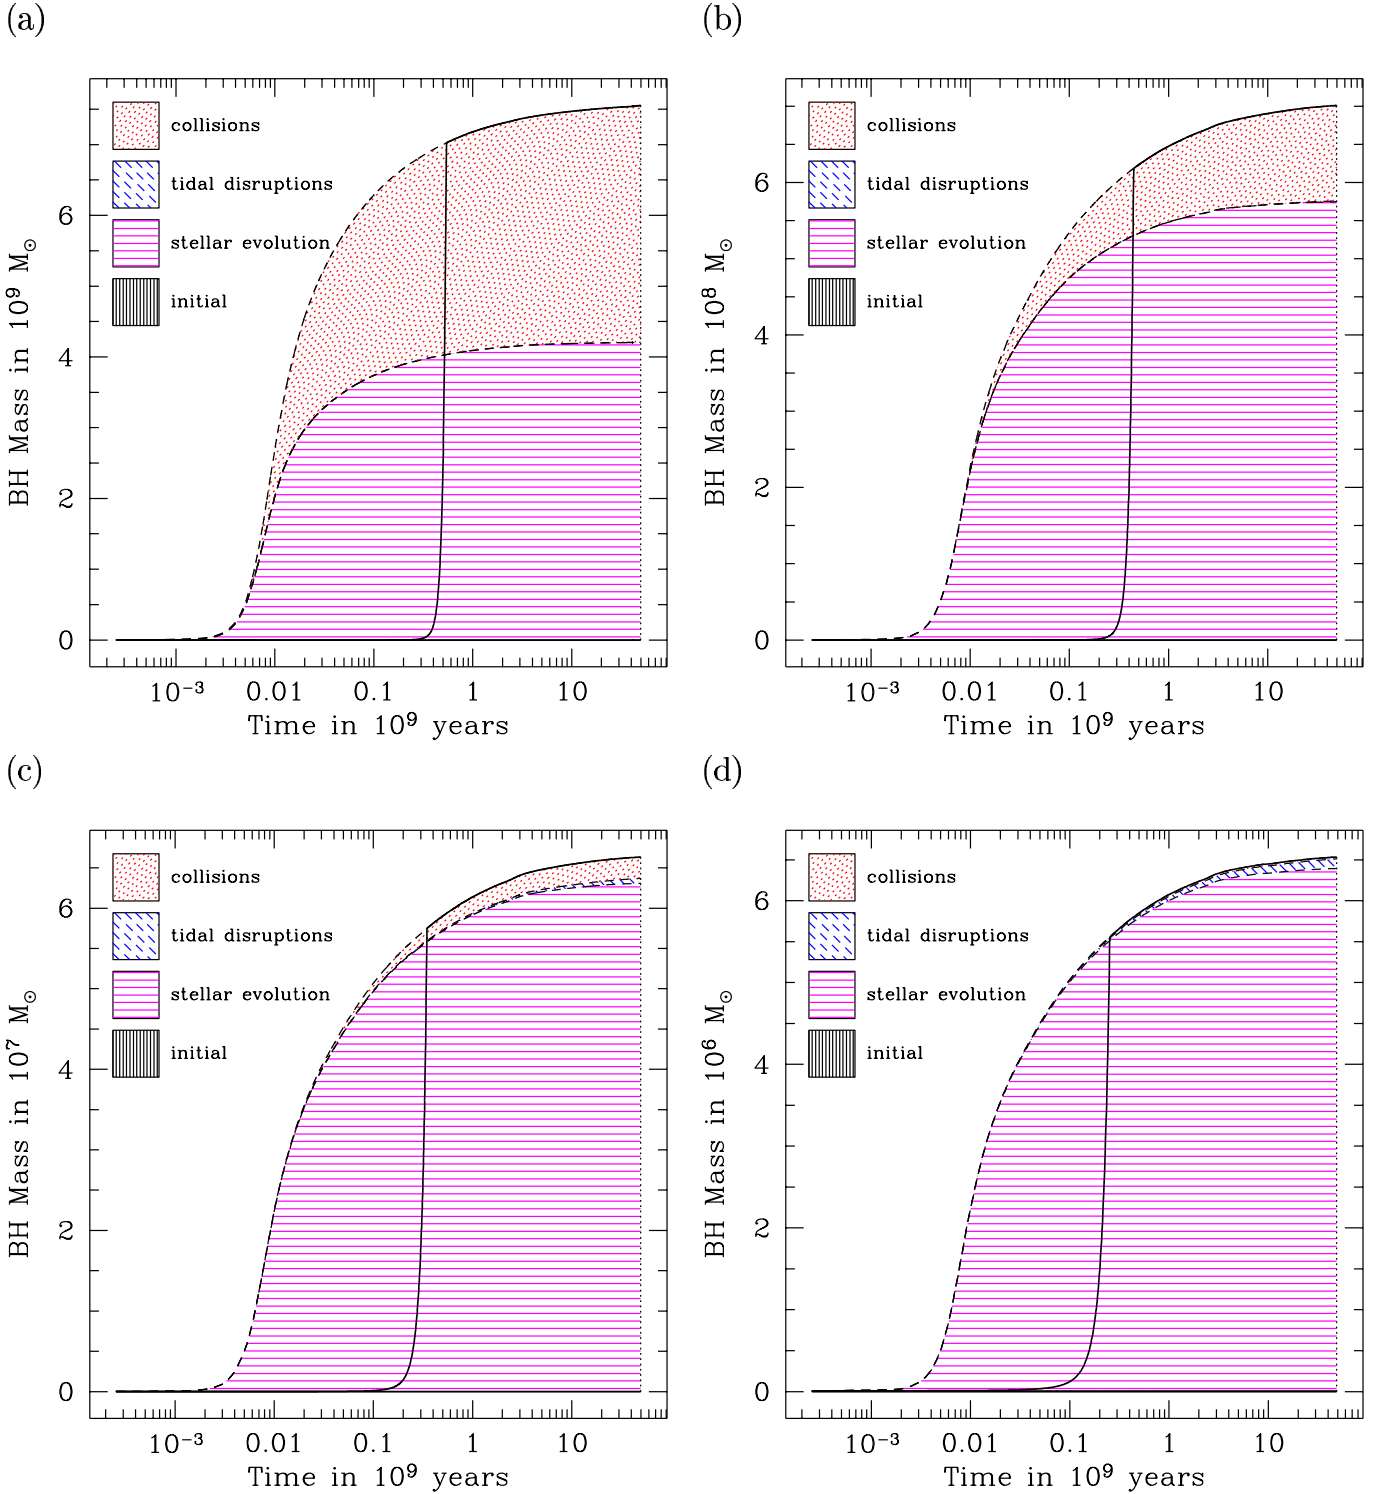 (a)
collisions
tidal disruptions
stellar evolution
initial
BH Mass in 10⁹ M☉
6
4
2
0
10⁻³ 0.01 0.1 1 10
Time in 10⁹ years
(b)
collisions
tidal disruptions
stellar evolution
initial
BH Mass in 10⁸ M☉
6
4
2
0
10⁻³ 0.01 0.1 1 10
Time in 10⁹ years
(c)
collisions
tidal disruptions
stellar evolution
initial
BH Mass in 10⁷ M☉
6
4
2
0
10⁻³ 0.01 0.1 1 10
Time in 10⁹ years
(d)
collisions
tidal disruptions
stellar evolution
initial
BH Mass in 10⁶ M☉
6
4
2
0
10⁻³ 0.01 0.1 1 10
Time in 10⁹ years